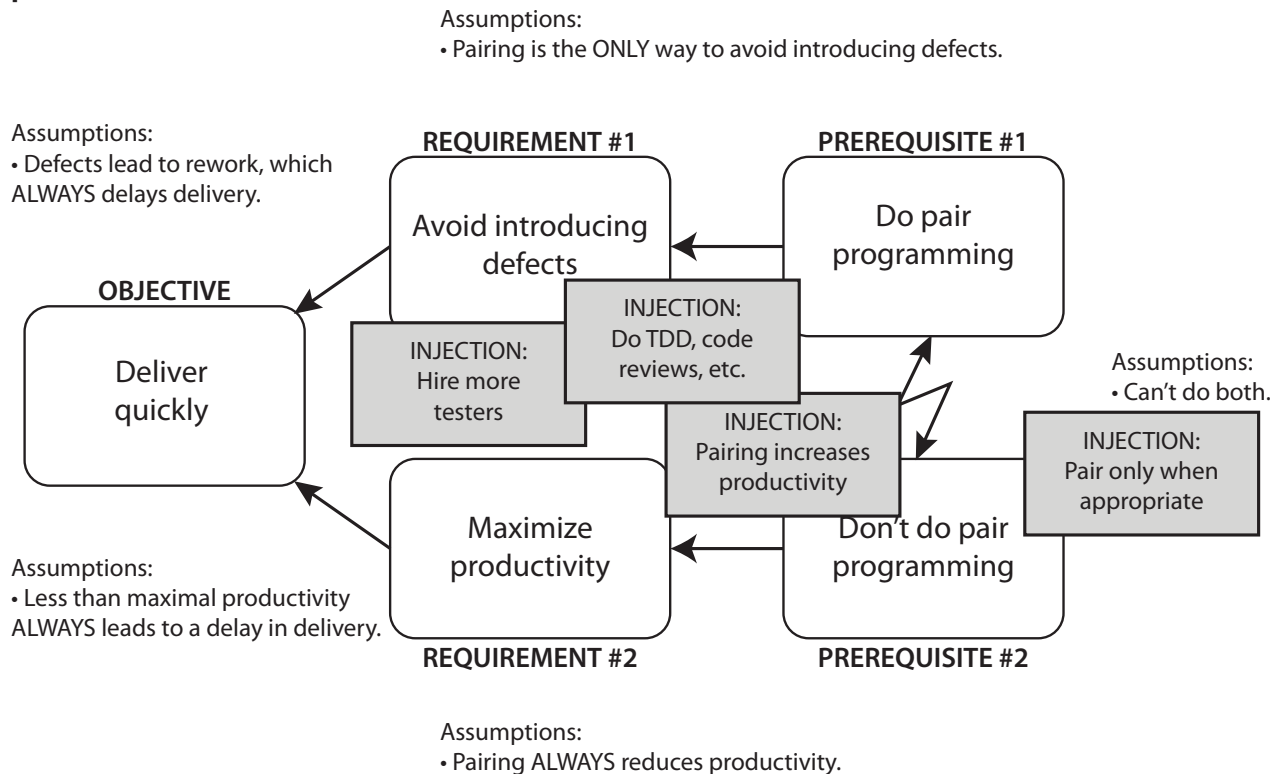 Assumptions:
• Pairing is the ONLY way to avoid introducing defects.
Assumptions:
• Defects lead to rework, which
ALWAYS delays delivery.
REQUIREMENT #1
Avoid introducing
defects
PREREQUISITE #1
Do pair
programming
OBJECTIVE
Deliver
quickly
INJECTION:
Hire more
testers
INJECTION:
Do TDD, code
reviews, etc.
INJECTION:
Pairing increases
productivity
Assumptions:
• Can't do both.
INJECTION:
Pair only when
appropriate
Maximize
productivity
REQUIREMENT #2
Don't do pair
programming
PREREQUISITE #2
Assumptions:
• Less than maximal productivity
ALWAYS leads to a delay in delivery.
Assumptions:
• Pairing ALWAYS reduces productivity.